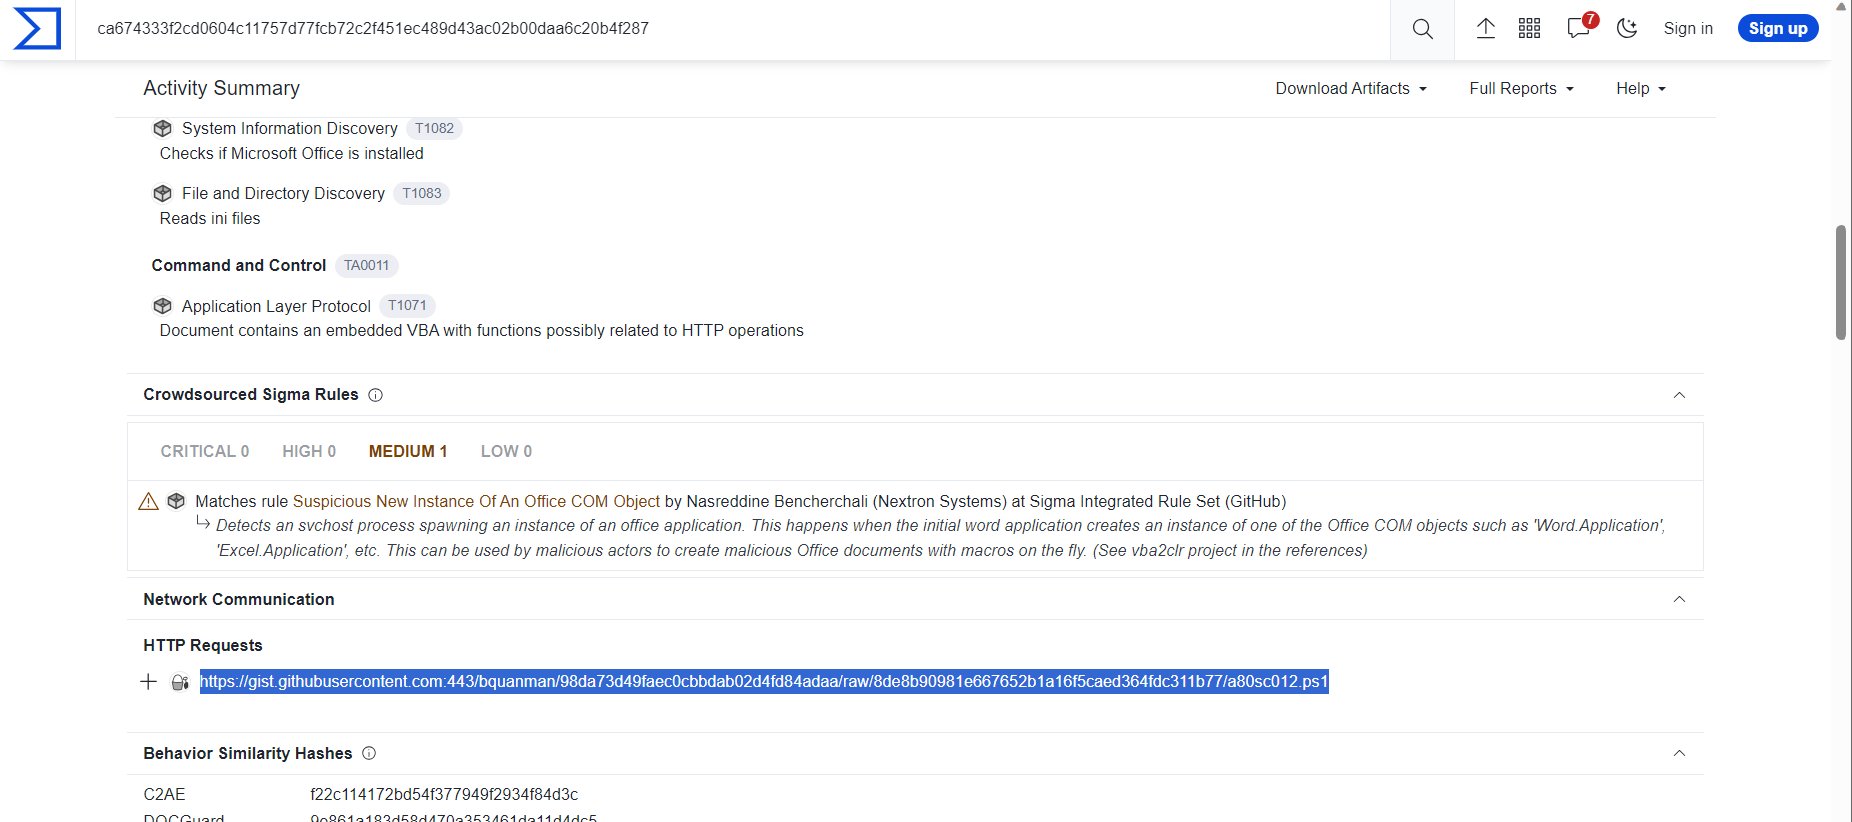 ca674333f2cd0604c11757d77fcb72c2f451ec489d43ac02b00daa6c20b4f287
7
Sign in
Sign up
Activity Summary
Download Artifacts
Full Reports
Help
System Information Discovery T1082
Checks if Microsoft Office is installed
File and Directory Discovery T1083
Reads ini files
Command and Control TA0011
Application Layer Protocol T1071
Document contains an embedded VBA with functions possibly related to HTTP operations
Crowdsourced Sigma Rules
CRITICAL 0 HIGH 0 MEDIUM 1 LOW 0
Matches rule Suspicious New Instance Of An Office COM Object by Nasreddine Bencherchali (Nextron Systems) at Sigma Integrated Rule Set (GitHub)
Detects an svchost process spawning an instance of an office application. This happens when the initial word application creates an instance of one of the Office COM objects such as 'Word.Application',
'Excel.Application', etc. This can be used by malicious actors to create malicious Office documents with macros on the fly. (See vba2clr project in the references)
Network Communication
HTTP Requests
https://gist.githubusercontent.com:443/bquanman/98da73d49faec0cbbdab02d4fd84adaa/raw/8de8b90981e667652b1a16f5caed364fdc311b77/a80sc012.ps1
Behavior Similarity Hashes
C2AE f22c114172bd54f377949f2934f84d3c
DOCGuard 9e861a183d58d470a353461da11d4dc5